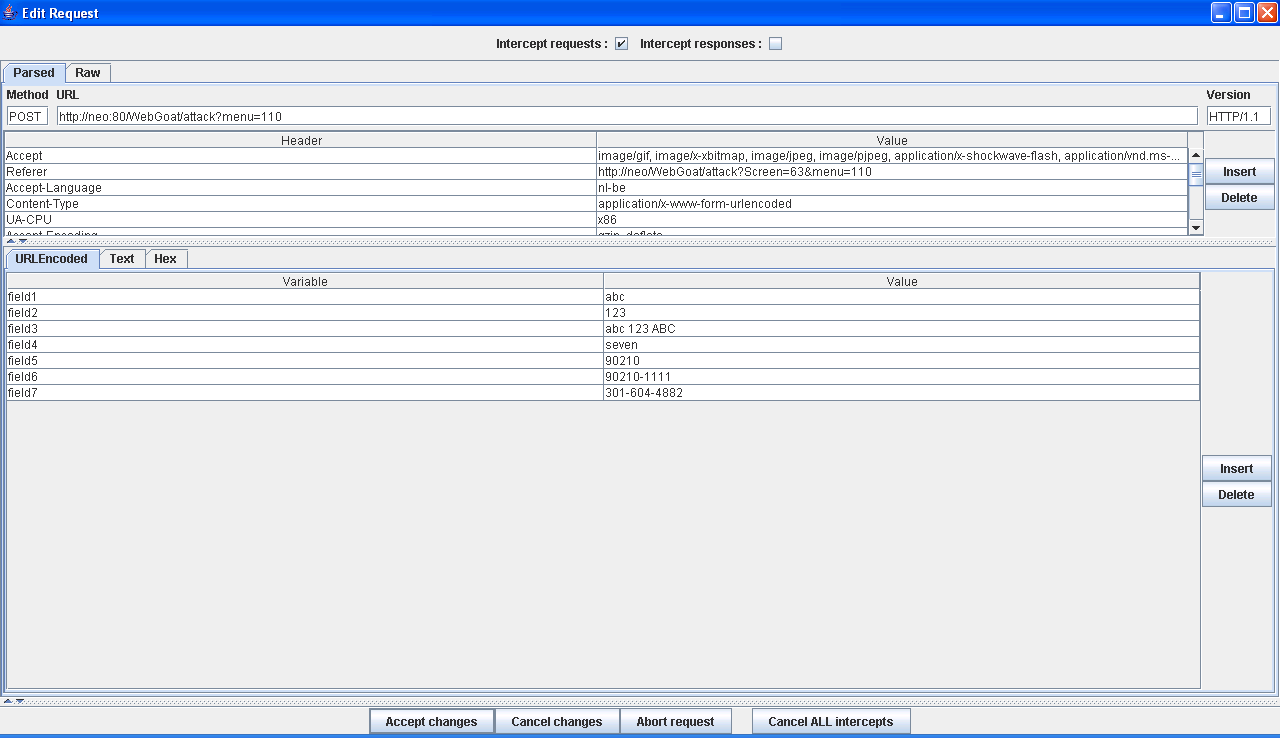 Edit Request
Intercept requests : Intercept responses :
Parsed Raw
Method URL Version
POST http://neo:80/WebGoat/attack?menu=110 HTTP/1.1
Header Value
Accept image/gif, image/x-xbitmap, image/jpeg, image/pjpeg, application/x-shockwave-flash, application/vnd.ms-...
Referer http://neo/WebGoat/attack?Screen=63&menu=110
Insert
Accept-Language nl-be
Delete
Content-Type application/x-www-form-urlencoded
UA-CPU x86
Accept-Encoding gzip, deflate
URLEncoded Text Hex
Variable Value
field1 abc
field2 123
field3 abc 123 ABC
field4 seven
field5 90210
field6 90210-1111
field7 301-604-4882
Insert
Delete
Accept changes Cancel changes Abort request Cancel ALL intercepts